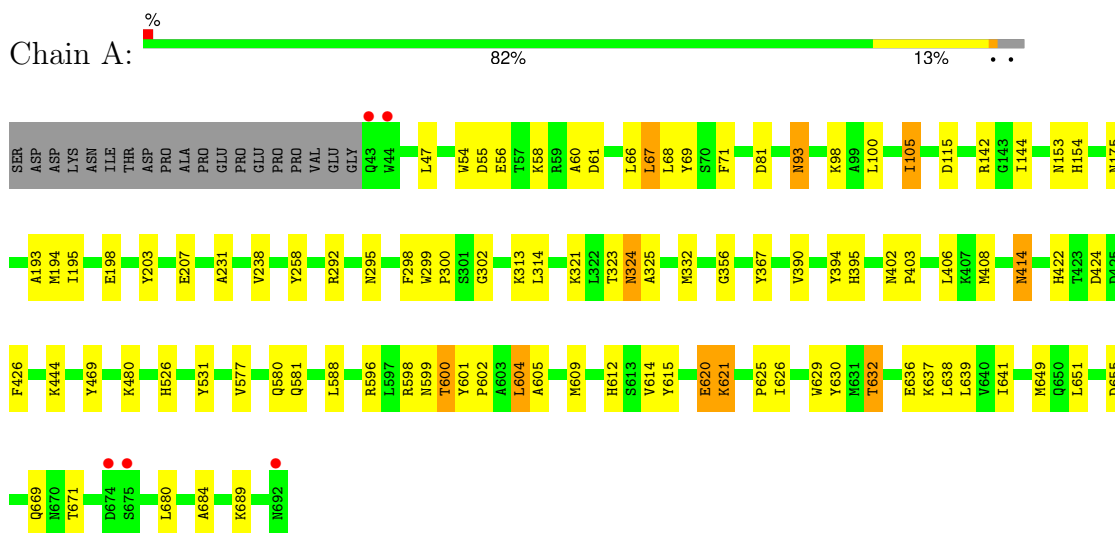 %
Chain A:
82% 13% • •
SER ASP ASP LYS ASN ILE THR ASP PRO ALA PRO GLU GLU PRO PRO VAL GLU GLY Q43 W44 L47 W54 D55 E56 T57 K58 R59 A60 D61 L66 L67 L68 Y69 S70 F71 D81 N93 K98 A99 L100 I105 D115 R142 G143 I144 N153 H154 N175
A193 M194 I195 E198 Y203 E207 A231 V238 Y258 R292 N295 F298 W299 P300 S301 G302 K313 L314 K321 L322 T323 N324 A325 M332 G356 Y367 V390 Y394 H395 N402 P403 L406 K407 M408 N414 H422 T423 D424
F426 K444 Y469 K480 H526 Y531 V577 Q580 Q581 L588 R596 L597 R598 N599 T600 Y601 P602 A603 L604 A605 M609 H612 S613 V614 Y615 E620 K621 P625 I626 W629 Y630 M631 T632 E636 K637 L638 L639 V640 I641 M649 Q650 L651
Q669 N670 T671 D674 S675 L680 A684 K689 N692